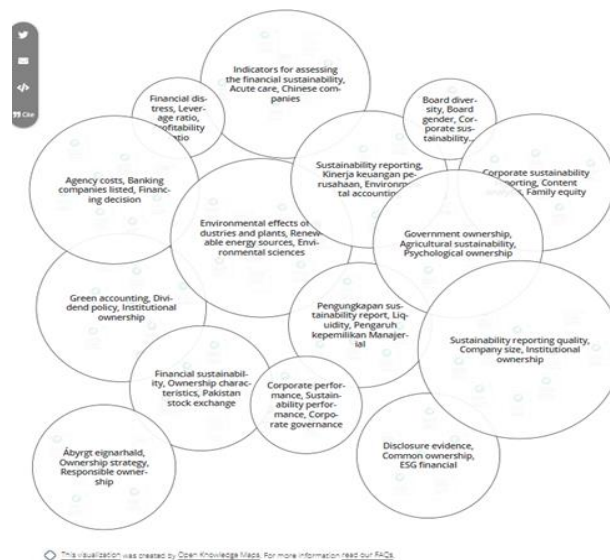 Cite
Indicators for assessing
the financial sustainability,
Acute care, Chinese com-
panies
Financial dis-
tress, Lever-
age ratio,
Board diver-
sity, Board
gender, Cor-
porate sus-
tainability...
Agency costs, Banking
companies listed, Financ-
ing decision
Sustainability reporting,
Kinerja keuangan pe-
rusahaan, Environm
tal accounti
Corporate sustainability
porting, Content
Family equity
Environmental effects of
dustries and plants, Renew-
able energy sources, Envi-
ronmental sciences
Government ownership,
Agricultural sustainability,
Psychological ownership
Green accounting, Divi-
dend policy, Institutional
ownership
Pengungkapan sus-
tainability report, Liq-
uidity, Pengaruh
kepemilikan Manajer-
ial
Sustainability reporting quality,
Company size, Institutional
ownership
Financial sustainabil-
ity, Ownership charac-
teristics, Pakistan
stock exchange
Corporate perfor-
mance, Sustain-
ability perfor-
mance, Corpo-
rate governance
Ábyrgt eignarhald,
Ownership strategy,
Responsible owner-
ship
Disclosure evidence,
Common ownership,
ESG financial
This visualization was created by Open Knowledge Maps. For more information read our FAQs.